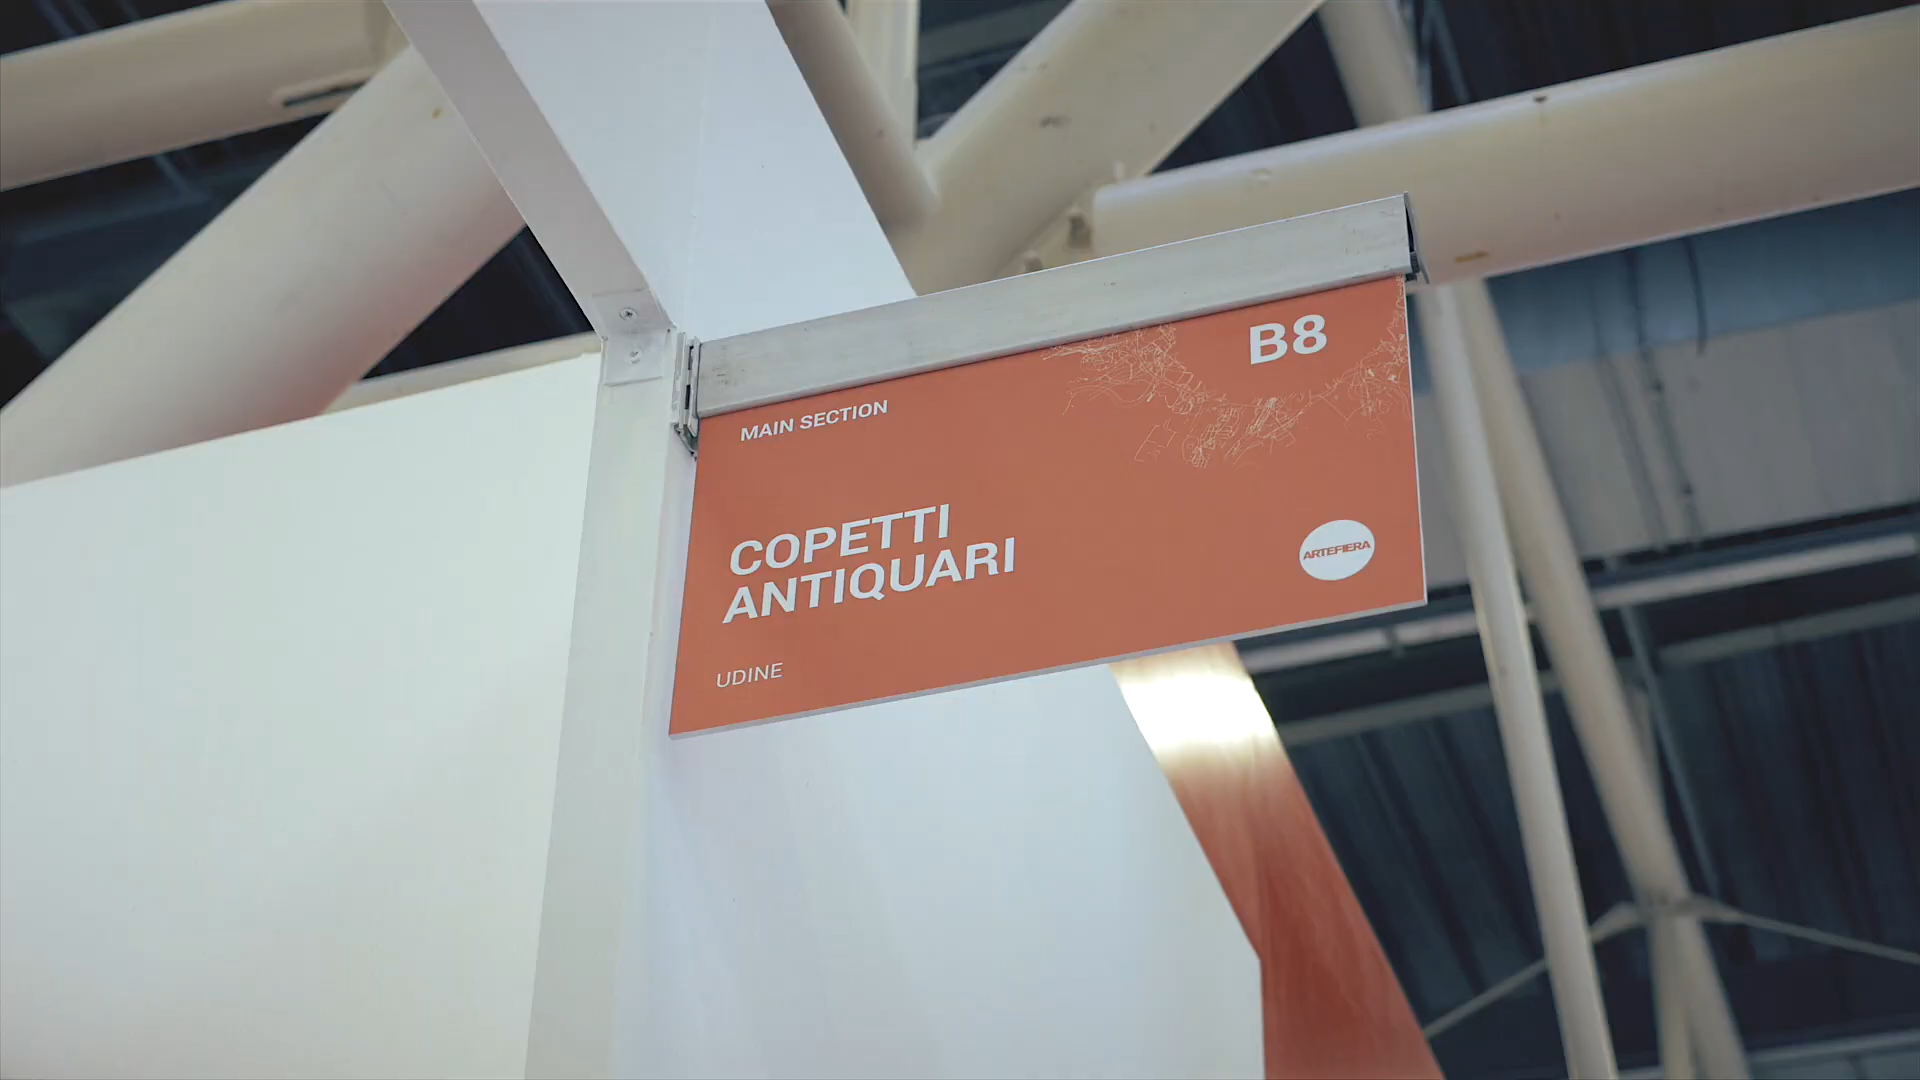 B8
MAIN SECTION
COPETTI
ANTIQUARI
ARTEFIERA
UDINE